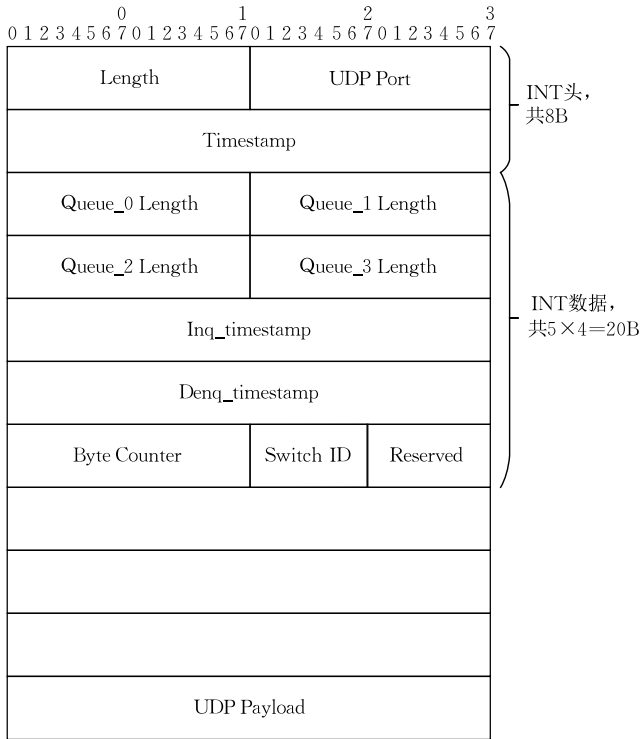 0 1 2 3
0 1 2 3 4 5 6 7 0 1 2 3 4 5 6 7 0 1 2 3 4 5 6 7 0 1 2 3 4 5 6 7
Length UDP Port
Timestamp
INT头,
共8B
Queue_0 Length Queue_1 Length
Queue_2 Length Queue_3 Length
Inq_timestamp
INT数据,
共5×4=20B
Denq_timestamp
Byte Counter Switch ID Reserved
UDP Payload